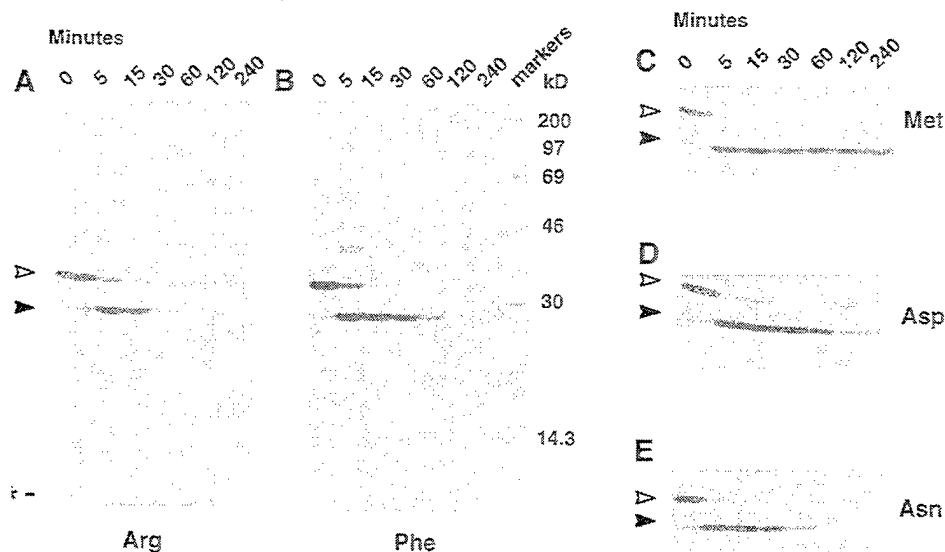 Minutes
A 0 5 15 30 60 120 240
B 0 5 15 30 60 120 240 markers
kD
200
97
69
46
30
14.3
Arg
Phe
Minutes
C 0 5 15 30 60 120 240
Met
D
Asp
E
Asn